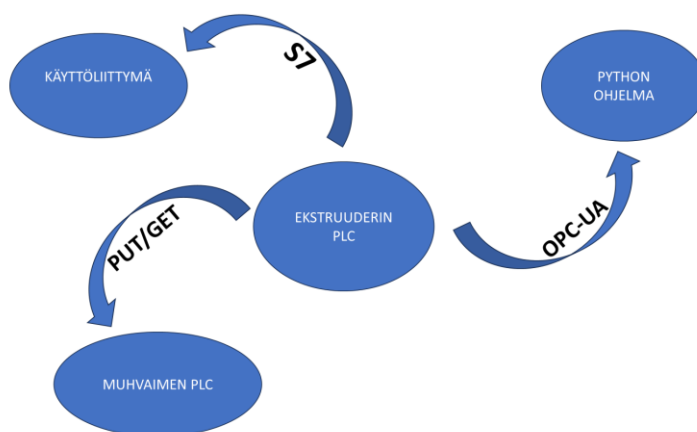 KÄYTTÖLIITTYMÄ
S7
PYTHON
OHJELMA
EKSTRUUDERIN
PLC
PUT/GET
OPC-UA
MUHVAIMEN PLC